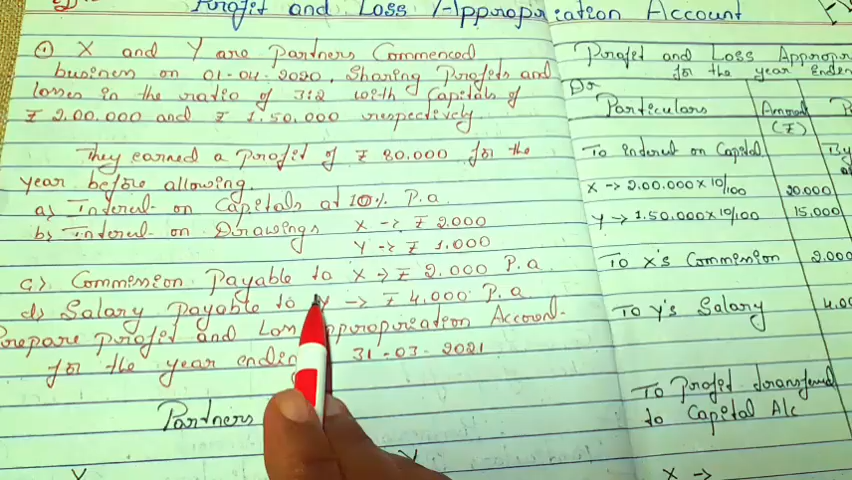 Profit and Loss Appropriation Account
① X and Y are Partners Commenced
business on 01-04-2020, Sharing Profits and
losses in the ratio of 3:2 with Capitals of
₹ 2,00,000 and ₹ 1,50,000 respectively.
They earned a profit of ₹ 80,000 for the
year before allowing.
a) Interest on Capitals at 10% P.a
b) Interest on Drawings X → ₹ 2,000
Y → ₹ 1,000
c) Commission Payable to X → ₹ 2,000 P.a
d) Salary Payable to Y → ₹ 4,000 P.a
Prepare profit and Loss Appropriation Account
for the year ending 31-03-2021
Partners
Profit and Loss Appropr
for the year ended
Dr
Particulars
Amount
(₹)
To Interest on Capital
By
X → 2,00,000 x 10/100
20,000
Y → 1,50,000 x 10/100
15,000
To X's Commission
2,000
To Y's Salary
4,00
To Profit transferred
to Capital A/c
X →